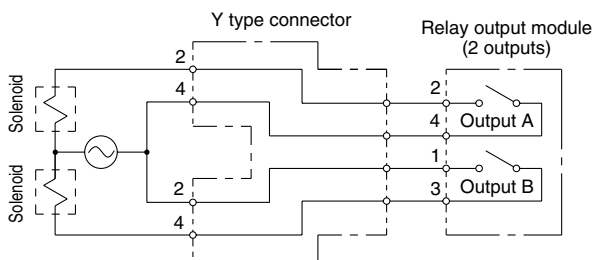 Y type connector
Relay output module
(2 outputs)
2
4
Solenoid
2
4
Output A
1
Solenoid
2
3
Output B
4